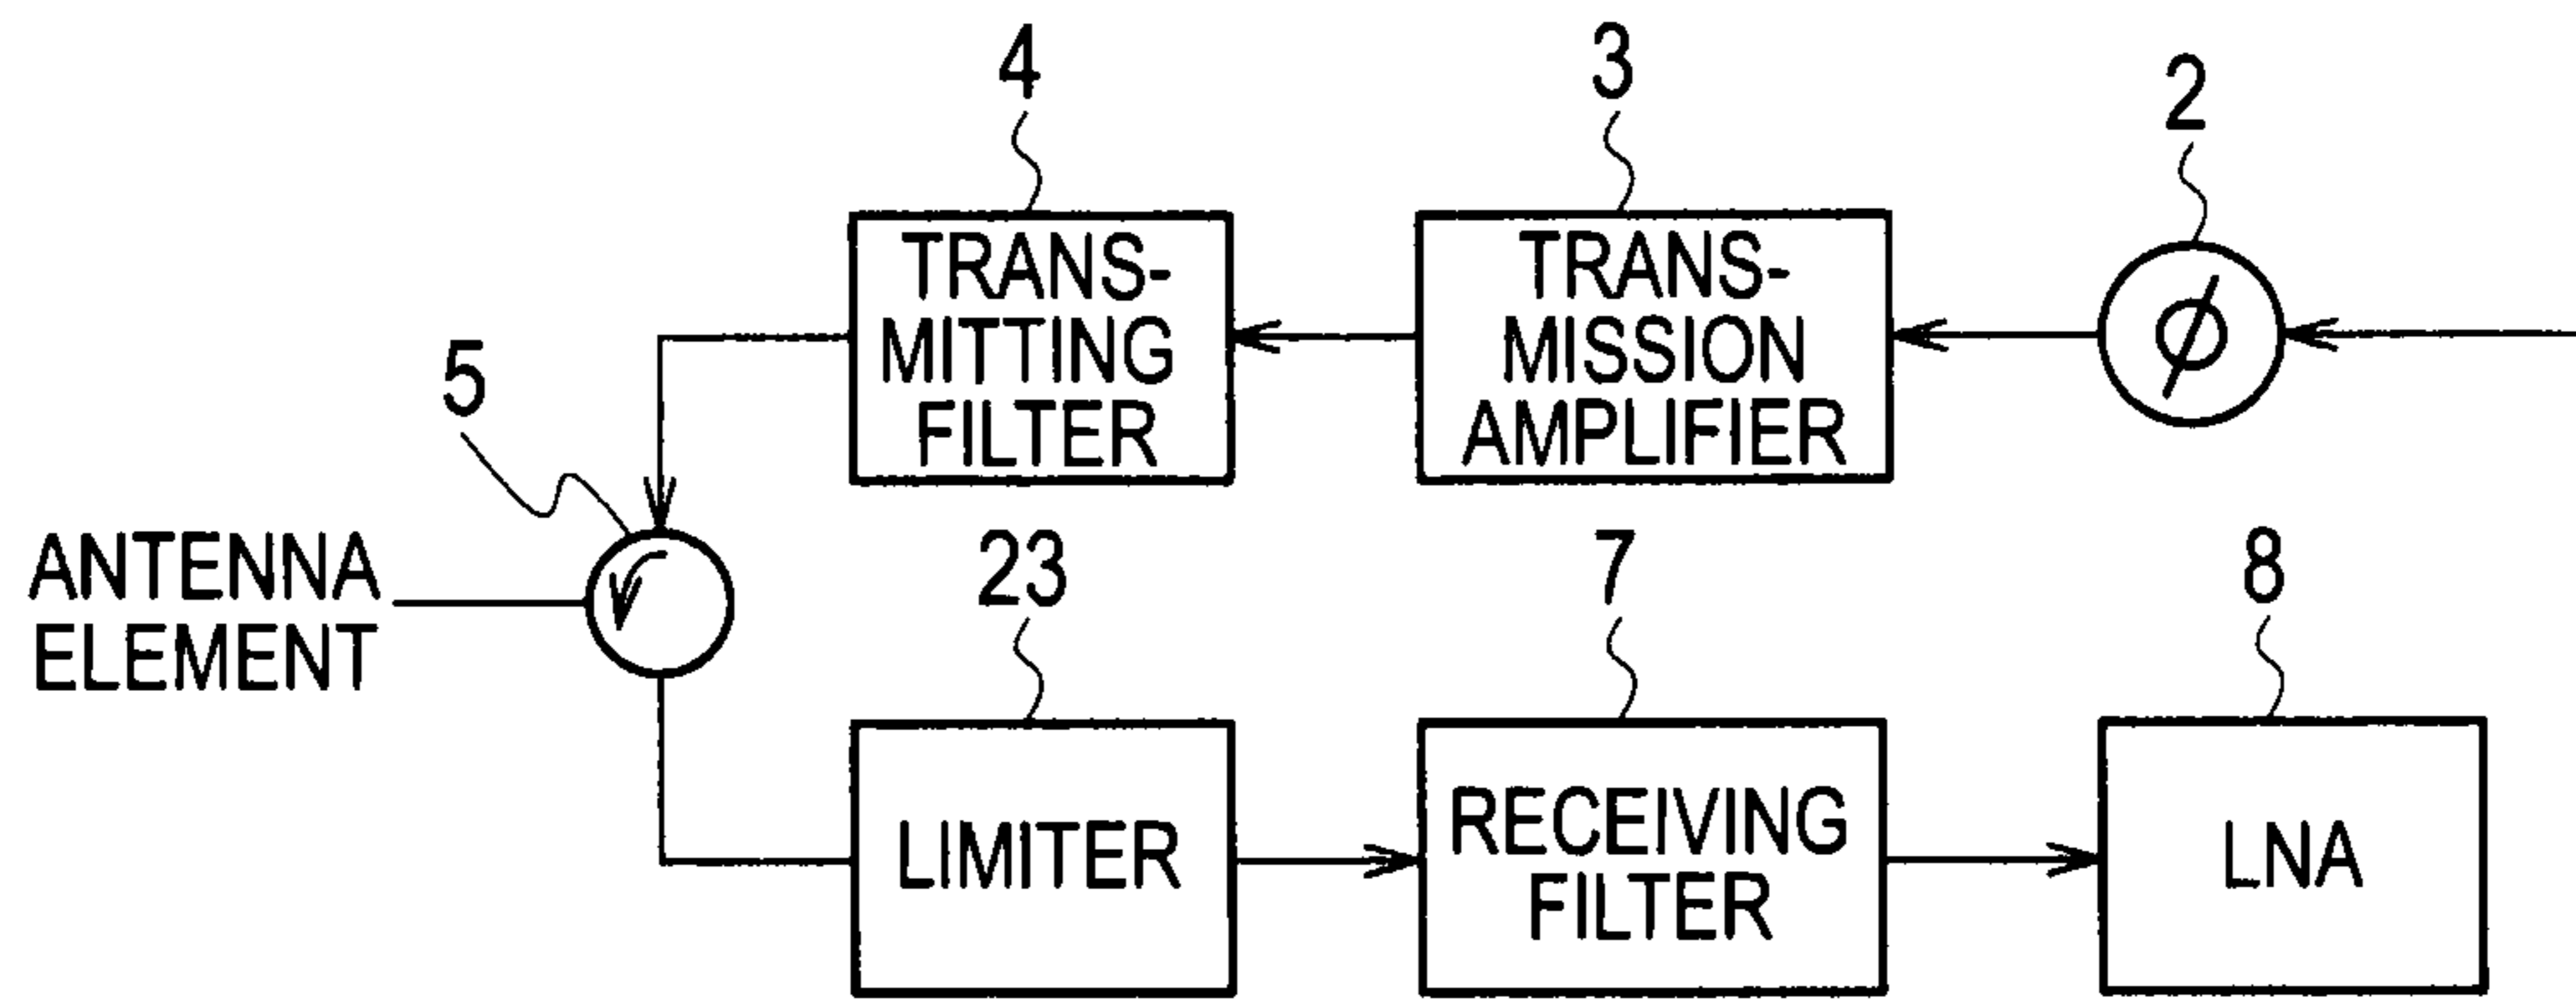 4
3
2
TRANS-
MITTING
FILTER
TRANS-
MISSION
AMPLIFIER
ϕ
5
ANTENNA
ELEMENT
23
7
8
LIMITER
RECEIVING
FILTER
LNA